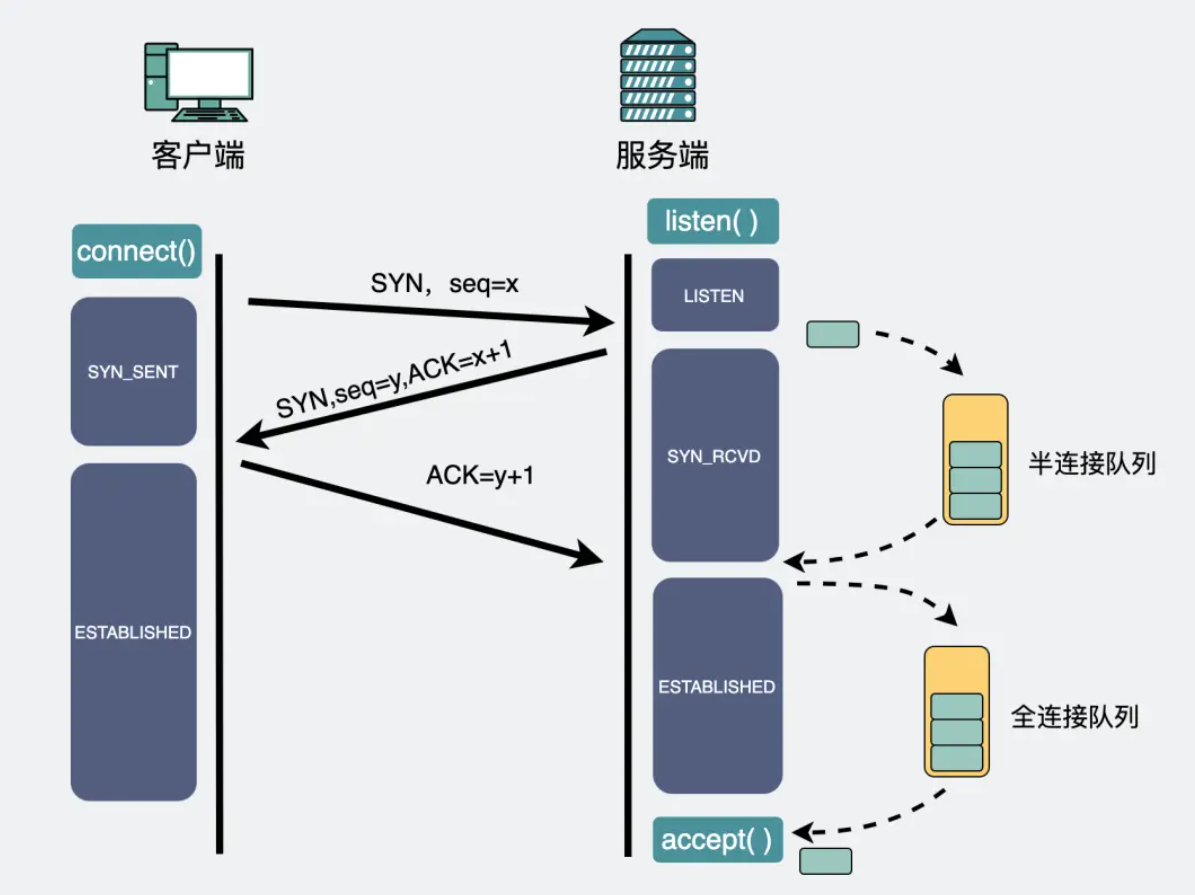 客户端
服务端
connect()
listen( )
SYN，seq=x
LISTEN
SYN_SENT
SYN,seq=y,ACK=x+1
SYN_RCVD
半连接队列
ACK=y+1
ESTABLISHED
ESTABLISHED
全连接队列
accept( )